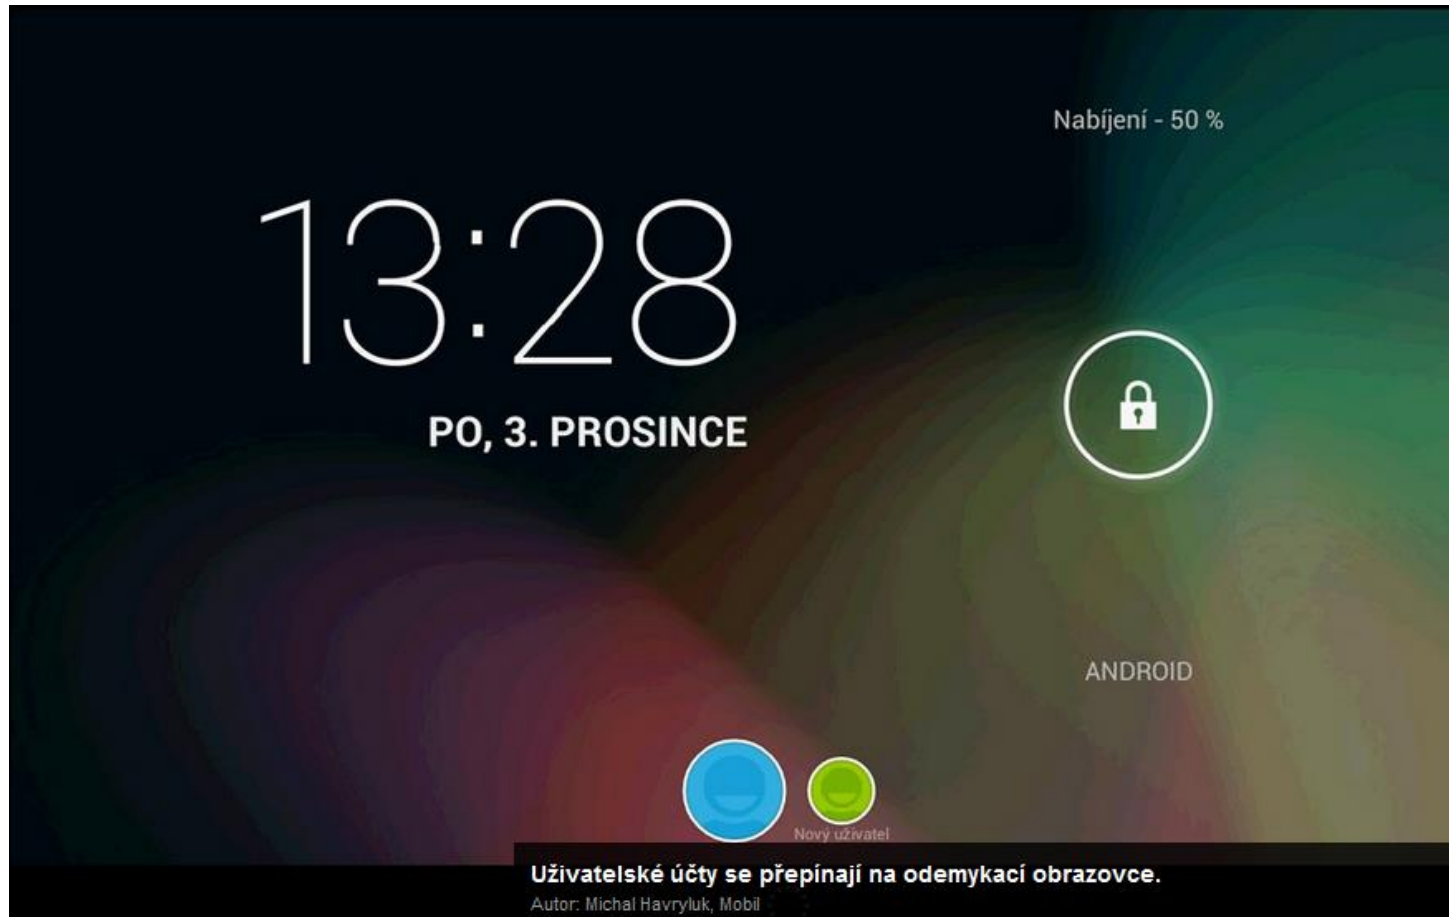 Nabíjení - 50 %
13:28
PO, 3. PROSINCE
ANDROID
Nový uživatel
Uživatelské účty se přepínají na odemykací obrazovce.
Autor: Michal Havryluk, Mobil